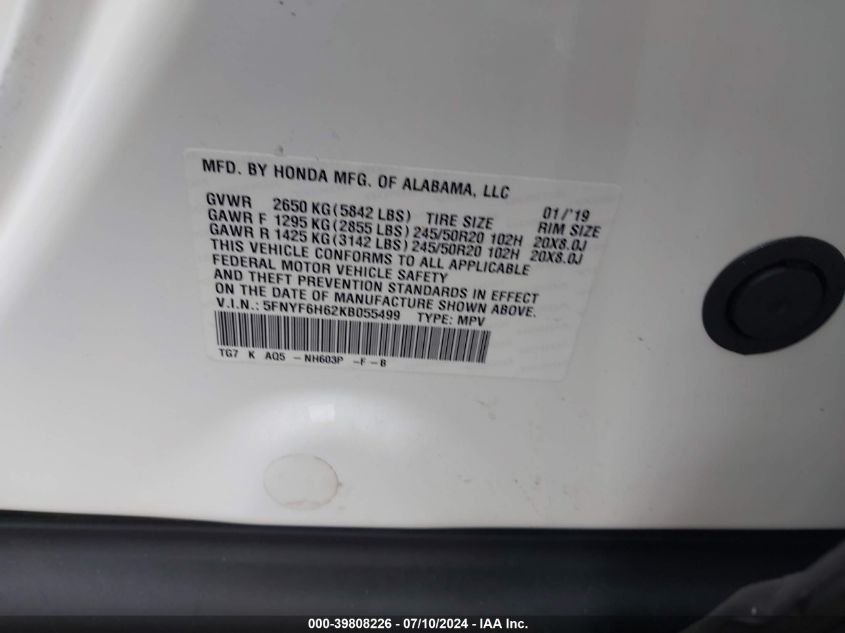 MFD. BY HONDA MFG. OF ALABAMA, LLC
GVWR 2650 KG (5842 LBS) TIRE SIZE 01/'19 RIM SIZE
GAWR F 1295 KG (2855 LBS) 245/50R20 102H 20X8.0J
GAWR R 1425 KG (3142 LBS) 245/50R20 102H 20X8.0J
THIS VEHICLE CONFORMS TO ALL APPLICABLE
FEDERAL MOTOR VEHICLE SAFETY
AND THEFT PREVENTION STANDARDS IN EFFECT
ON THE DATE OF MANUFACTURE SHOWN ABOVE.
V.I.N.: 5FNYF6H62KB055499 TYPE: MPV
TG7 K AQ5 -NH603P -F-B
000-39808226 - 07/10/2024 - IAA Inc.